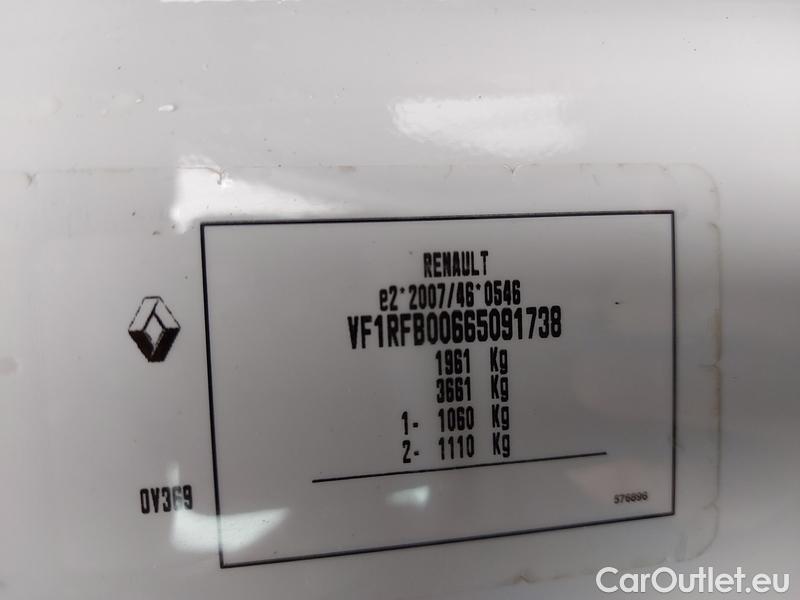 RENAULT
e2*2007/46*0546
VF1RFB00665091738
1961 Kg
3661 Kg
1- 1060 Kg
2- 1110 Kg
0V369
576896
CarOutlet.eu